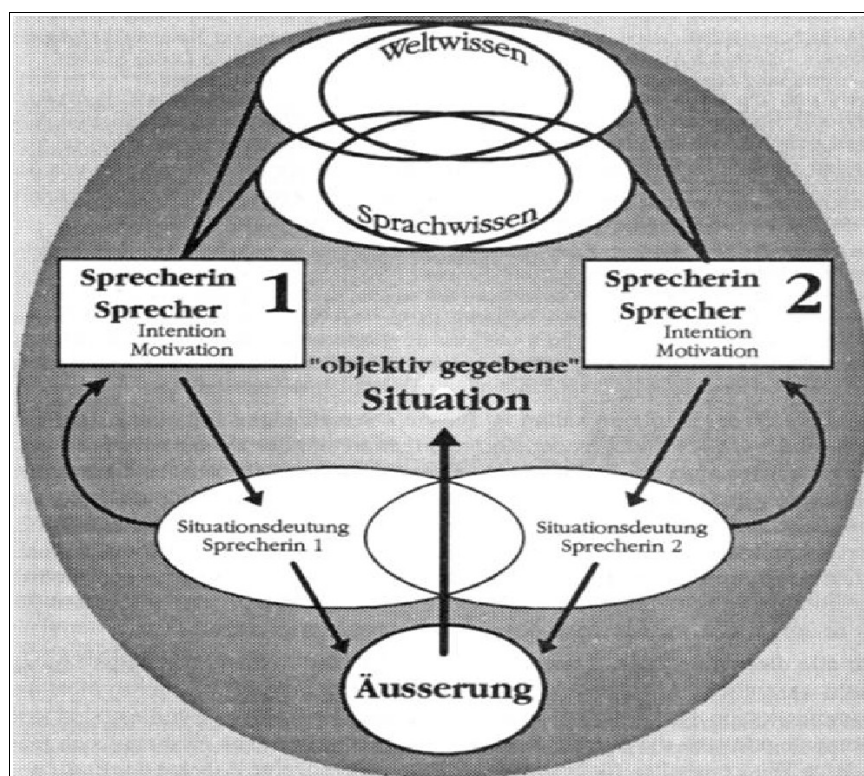 Weltwissen
Sprachwissen
Sprecherin
Sprecher
1
Intention
Motivation
Sprecherin
Sprecher
2
Intention
Motivation
"objektiv gegebene"
Situation
Situationsdeutung
Sprecherin 1
Situationsdeutung
Sprecherin 2
Äusserung